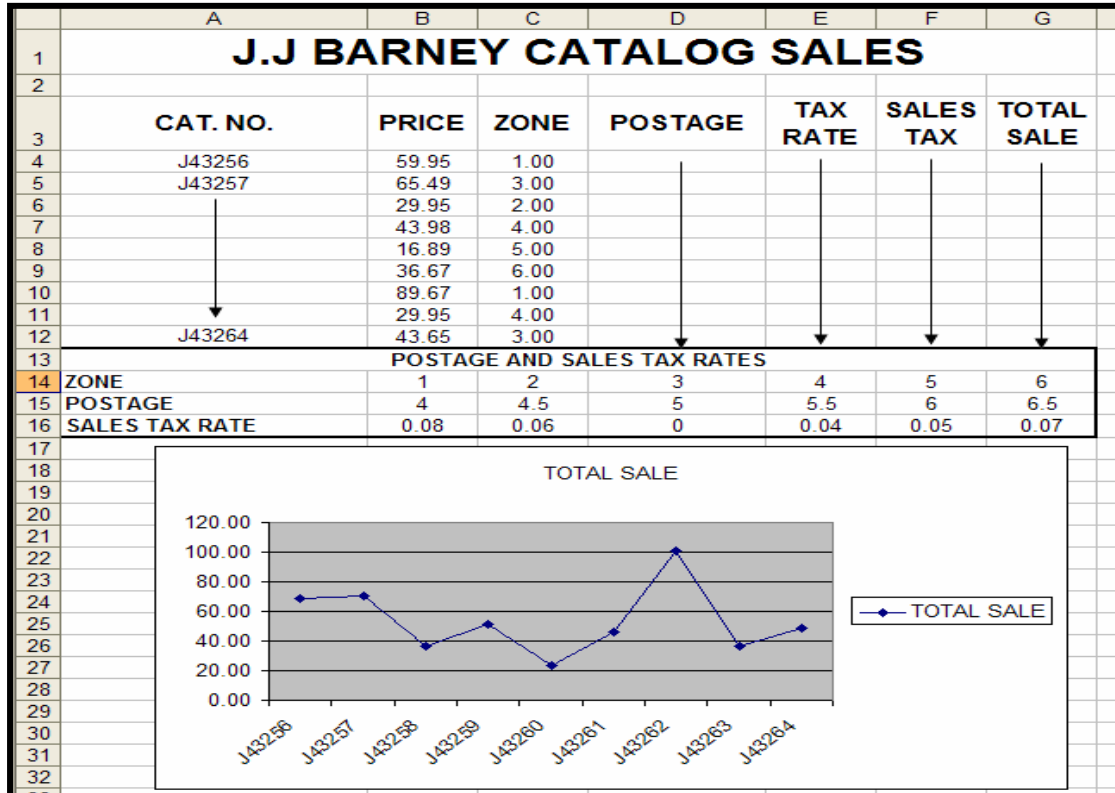 A B C D E F G
1 J.J BARNEY CATALOG SALES
2
3 CAT. NO. PRICE ZONE POSTAGE TAX RATE SALES TAX TOTAL SALE
4 J43256 59.95 1.00
5 J43257 65.49 3.00
6 29.95 2.00
7 43.98 4.00
8 16.89 5.00
9 36.67 6.00
10 89.67 1.00
11 29.95 4.00
12 J43264 43.65 3.00
13 POSTAGE AND SALES TAX RATES
14 ZONE 1 2 3 4 5 6
15 POSTAGE 4 4.5 5 5.5 6 6.5
16 SALES TAX RATE 0.08 0.06 0 0.04 0.05 0.07
17
18
19
20
21
22
23
24
25
26
27
28
29
30
31
32
TOTAL SALE
120.00
100.00
80.00
60.00
40.00
20.00
0.00
TOTAL SALE
J43256 J43257 J43258 J43259 J43260 J43261 J43262 J43263 J43264